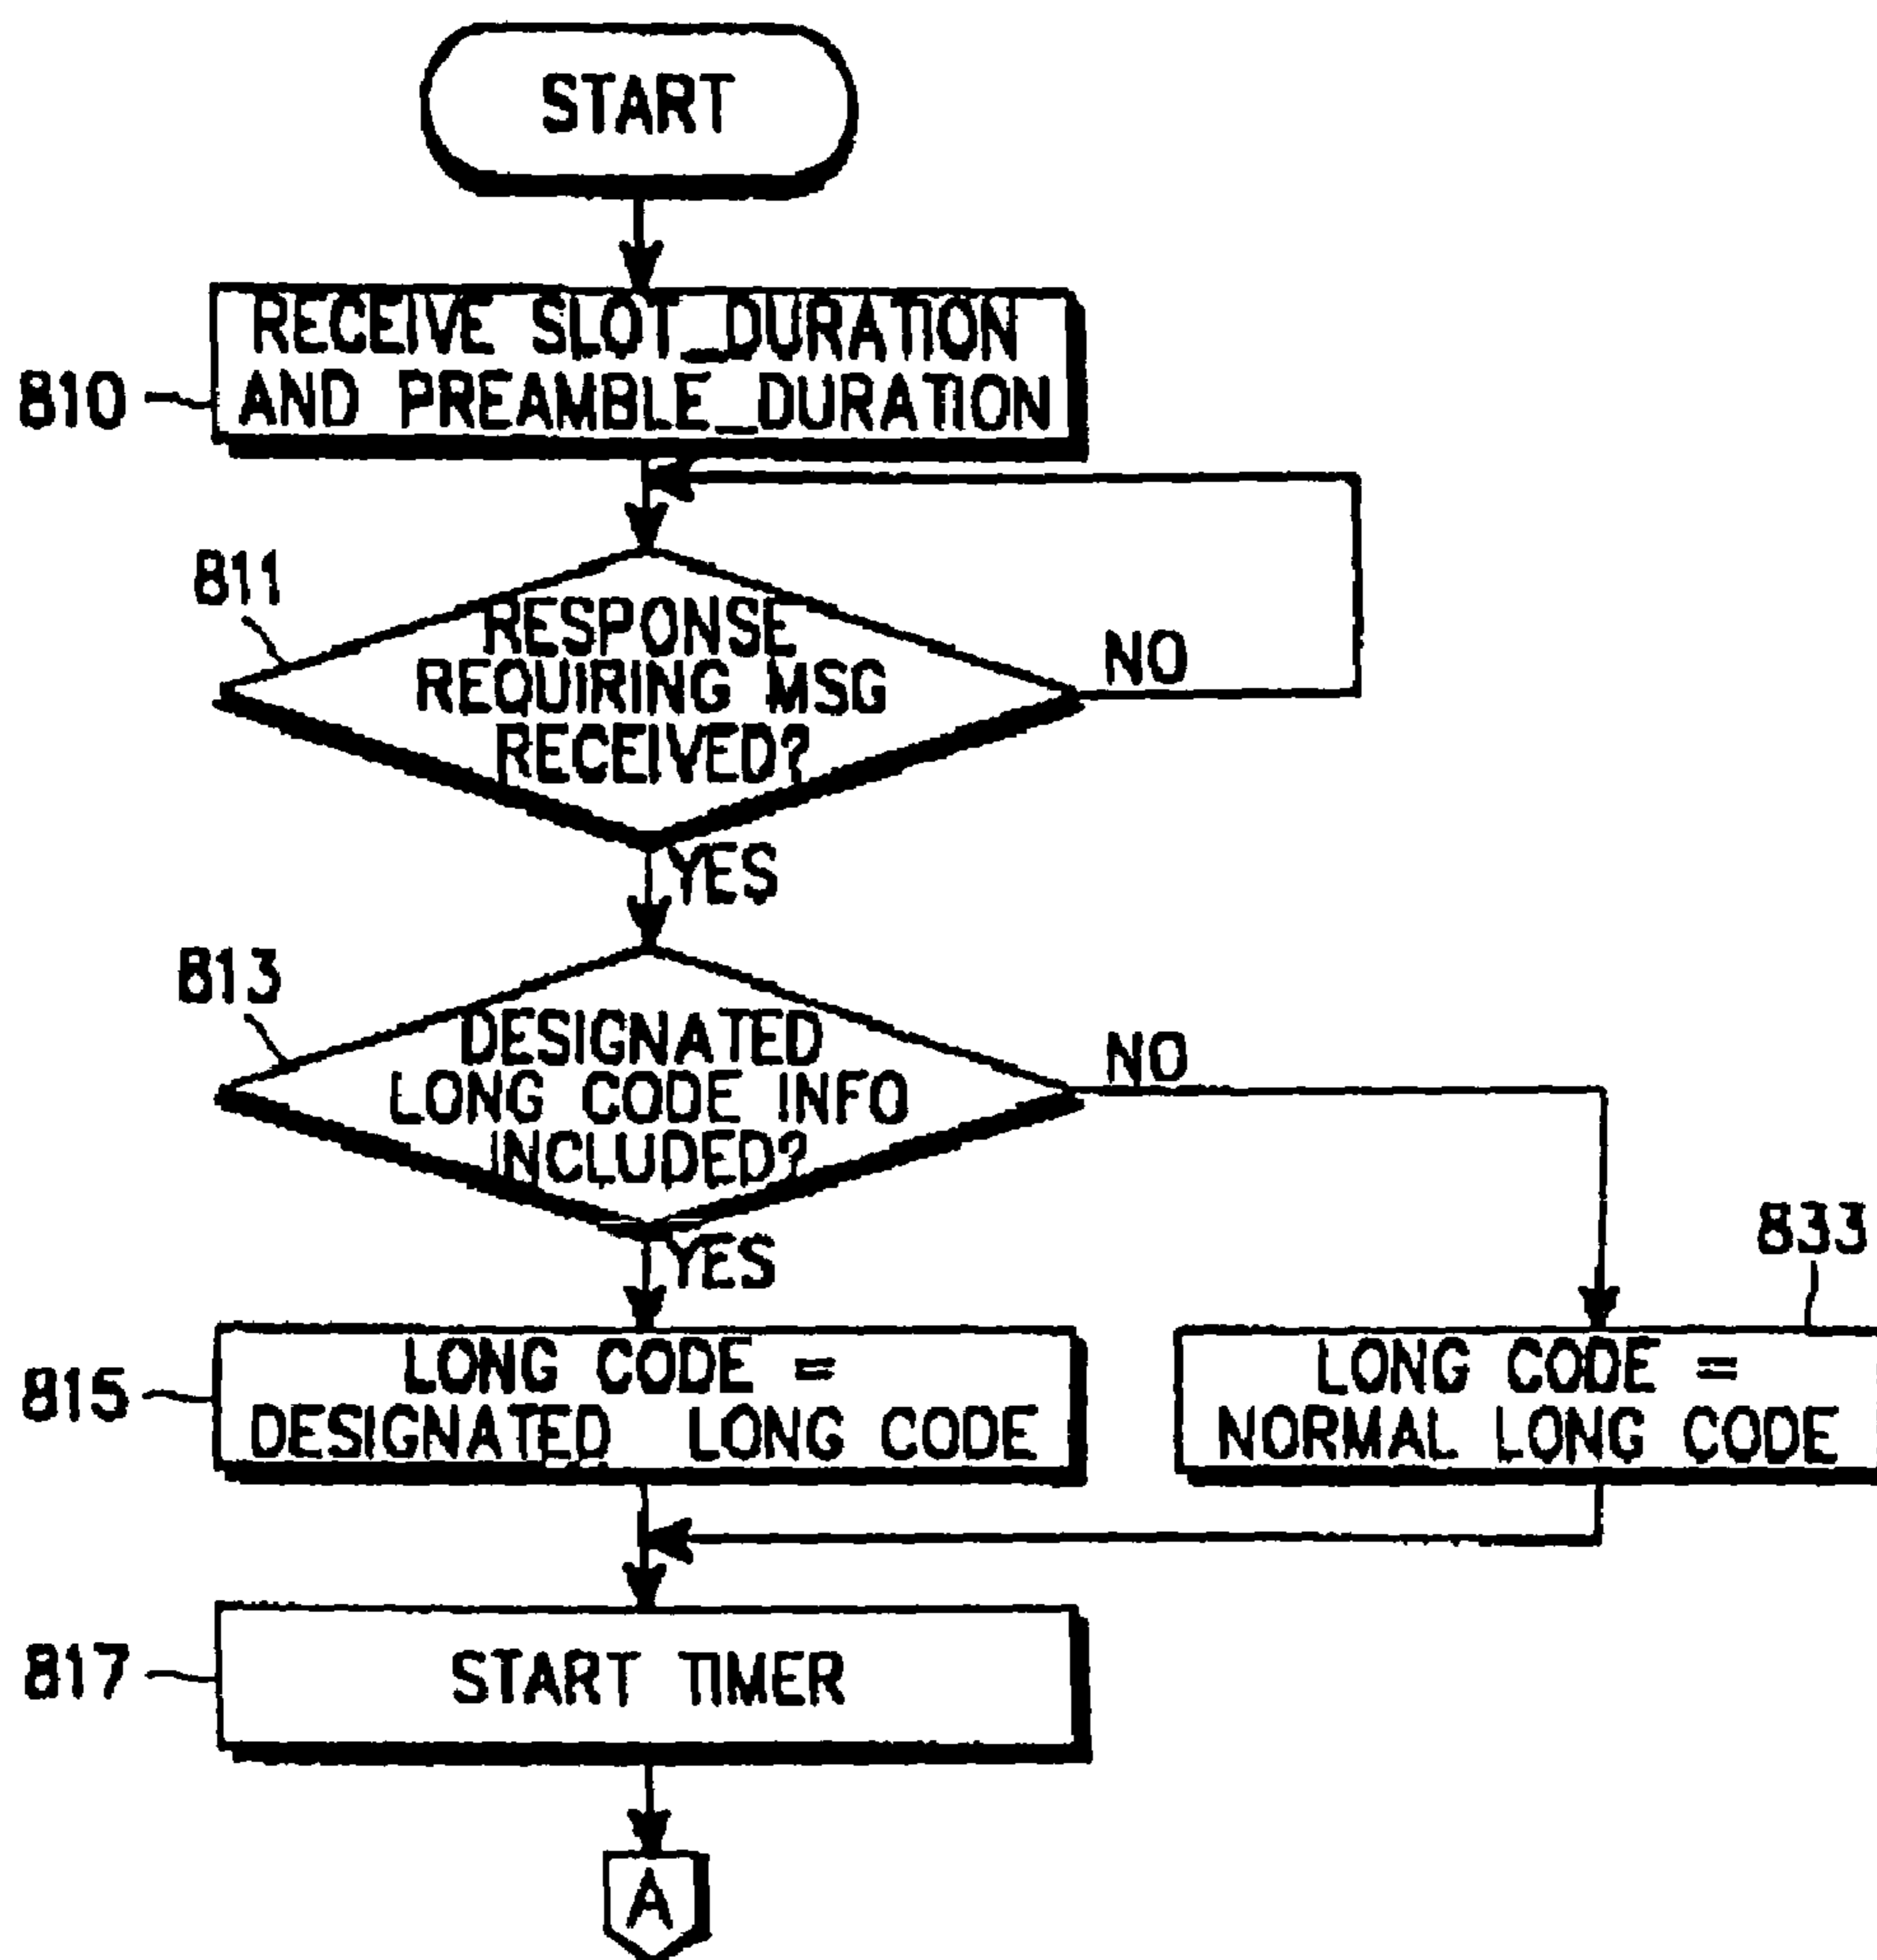 START
RECEIVE SLOT_DURATION
AND PREAMBLE_DURATION
810
811
RESPONSE
REQUIRING MSG
RECEIVED?
NO
YES
813
DESIGNATED
LONG CODE INFO
INCLUDED?
NO
YES
833
815
LONG CODE =
DESIGNATED LONG CODE
LONG CODE =
NORMAL LONG CODE
817
START TIMER
A